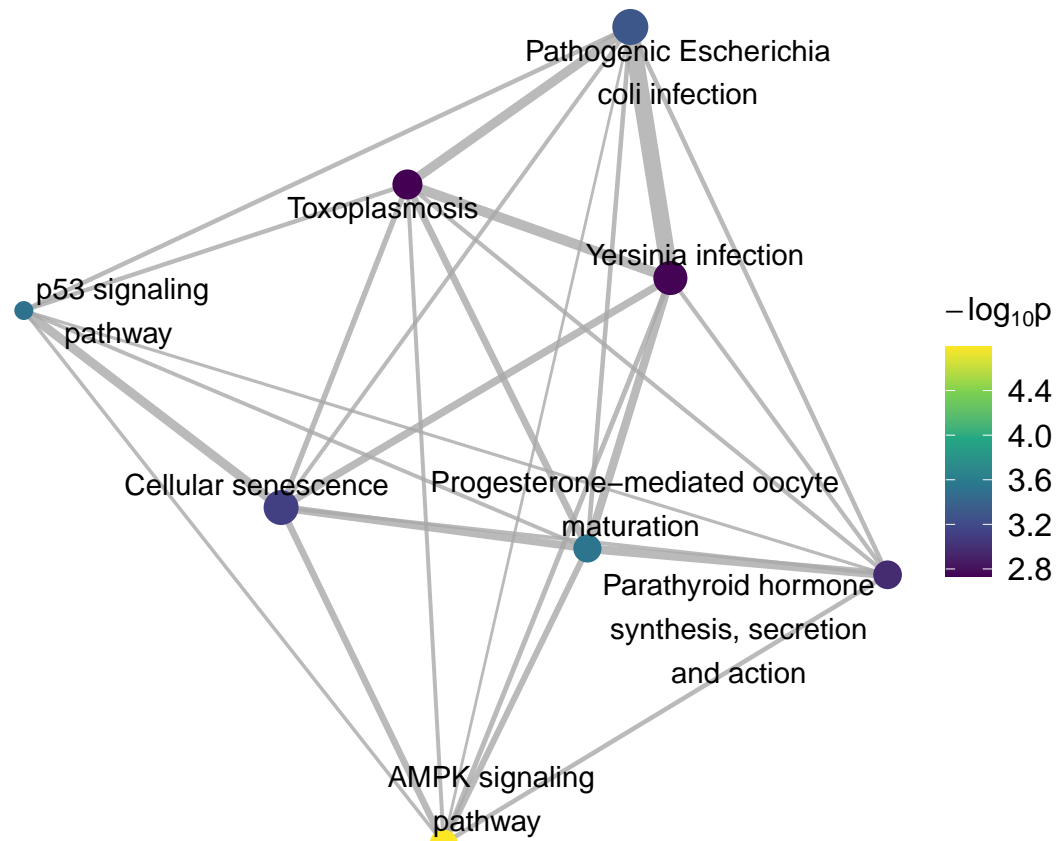 Pathogenic Escherichia
coli infection
Toxoplasmosis
Yersinia infection
p53 signaling
pathway
Cellular senescence
Progesterone−mediated oocyte
maturation
Parathyroid hormone
synthesis, secretion
and action
AMPK signaling
pathway
−log₁₀p
4.4
4.0
3.6
3.2
2.8